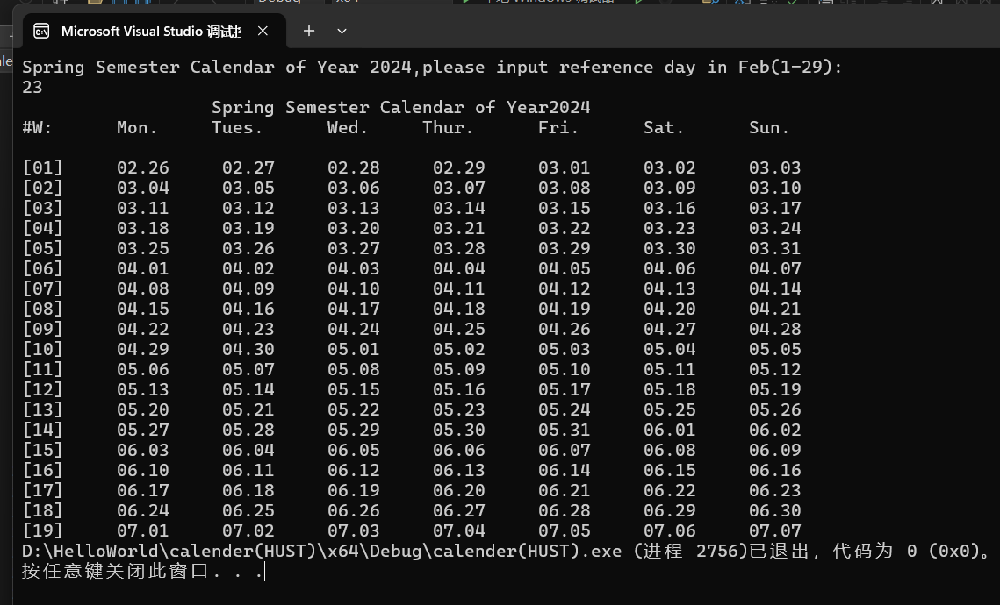 Debug x64
Microsoft Visual Studio 调试控
Spring Semester Calendar of Year 2024,please input reference day in Feb(1-29):
23
Spring Semester Calendar of Year2024
#W: Mon. Tues. Wed. Thur. Fri. Sat. Sun.
[01] 02.26 02.27 02.28 02.29 03.01 03.02 03.03
[02] 03.04 03.05 03.06 03.07 03.08 03.09 03.10
[03] 03.11 03.12 03.13 03.14 03.15 03.16 03.17
[04] 03.18 03.19 03.20 03.21 03.22 03.23 03.24
[05] 03.25 03.26 03.27 03.28 03.29 03.30 03.31
[06] 04.01 04.02 04.03 04.04 04.05 04.06 04.07
[07] 04.08 04.09 04.10 04.11 04.12 04.13 04.14
[08] 04.15 04.16 04.17 04.18 04.19 04.20 04.21
[09] 04.22 04.23 04.24 04.25 04.26 04.27 04.28
[10] 04.29 04.30 05.01 05.02 05.03 05.04 05.05
[11] 05.06 05.07 05.08 05.09 05.10 05.11 05.12
[12] 05.13 05.14 05.15 05.16 05.17 05.18 05.19
[13] 05.20 05.21 05.22 05.23 05.24 05.25 05.26
[14] 05.27 05.28 05.29 05.30 05.31 06.01 06.02
[15] 06.03 06.04 06.05 06.06 06.07 06.08 06.09
[16] 06.10 06.11 06.12 06.13 06.14 06.15 06.16
[17] 06.17 06.18 06.19 06.20 06.21 06.22 06.23
[18] 06.24 06.25 06.26 06.27 06.28 06.29 06.30
[19] 07.01 07.02 07.03 07.04 07.05 07.06 07.07
D:\HelloWorld\calender(HUST)\x64\Debug\calender(HUST).exe (进程 2756)已退出，代码为 0 (0x0)。
按任意键关闭此窗口. . .